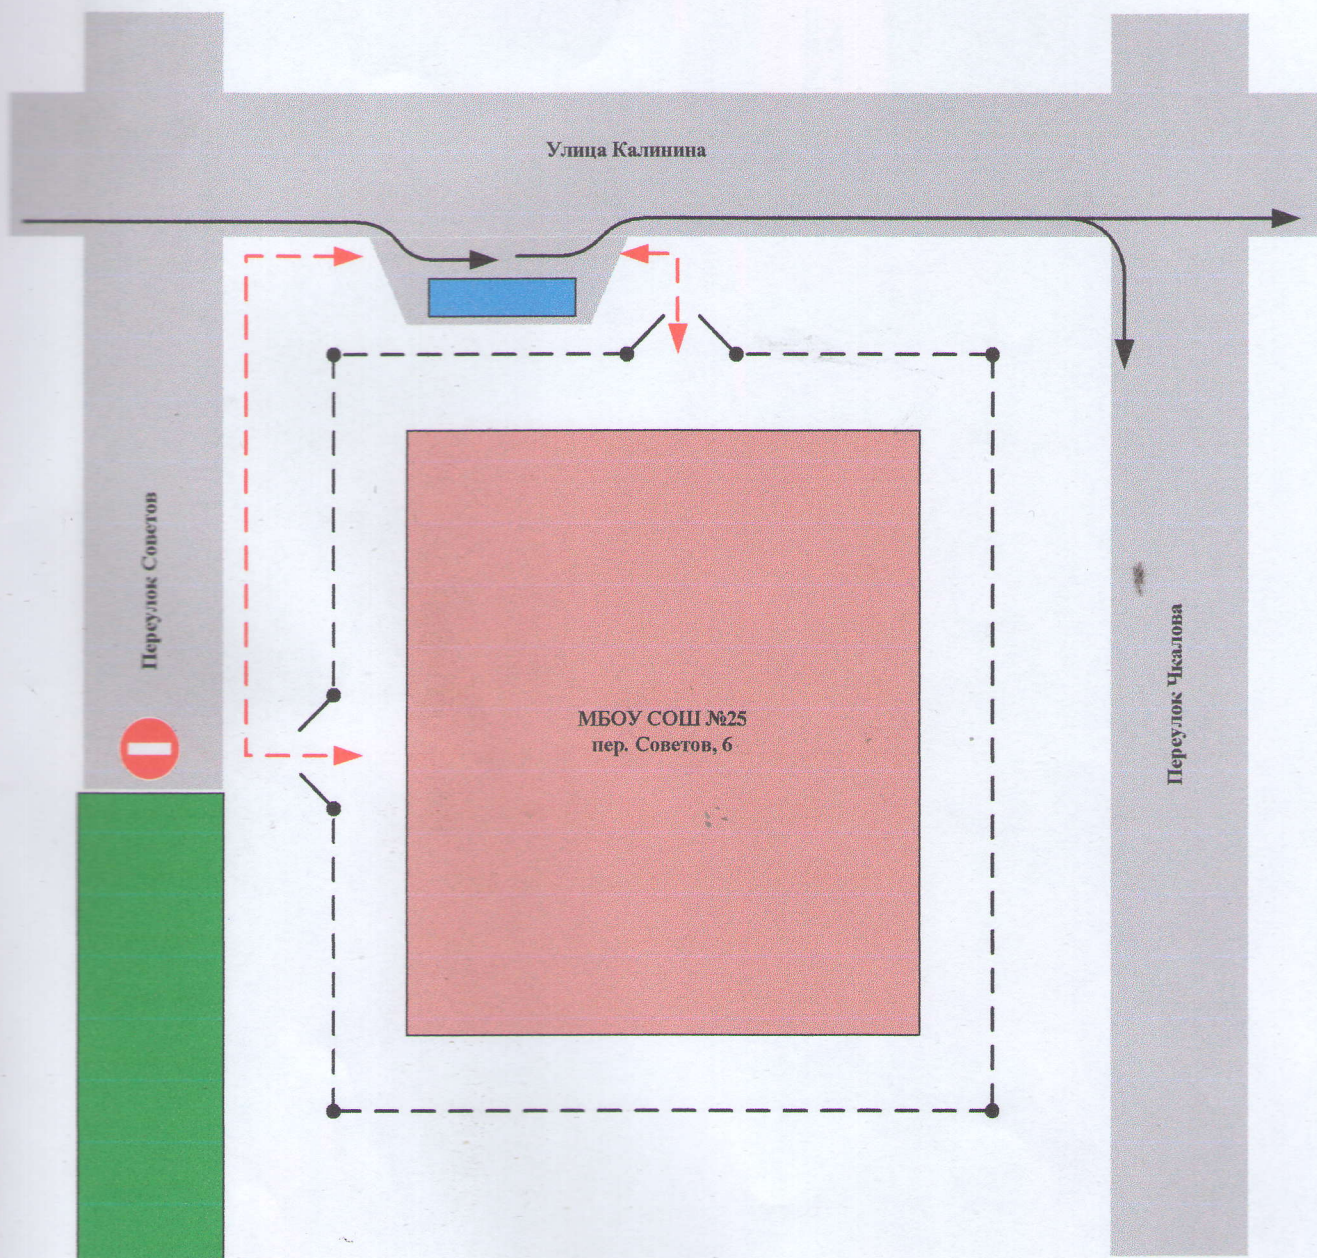 Улица Калинина
Переулок Советов
МБОУ СОШ №25
пер. Советов, 6
Переулок Чкалова